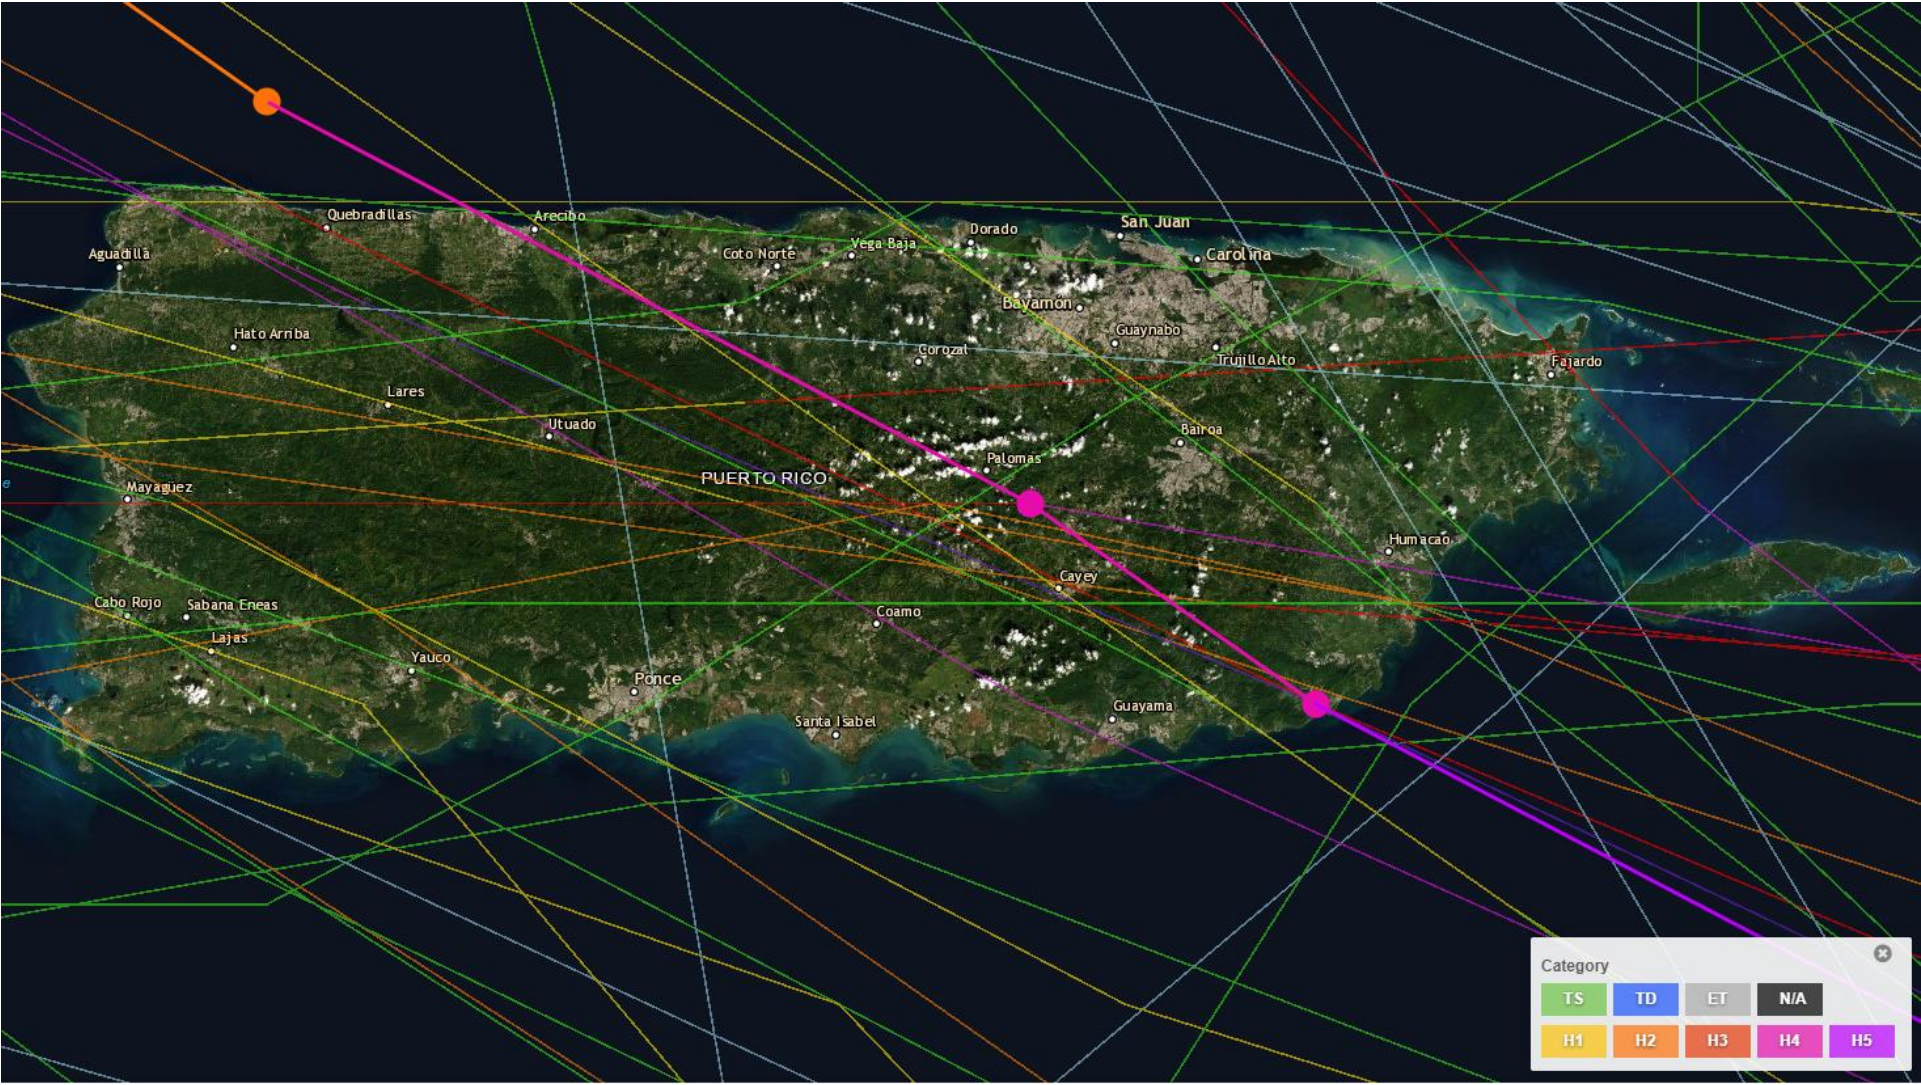 Quebradillas
Arecibo
San Juan
Dorado
Vega Baja
Coto Norte
Carolina
Aguadilla
Bayamón
Guaynabo
Hato Arriba
Corozal
Trujillo Alto
Fajardo
Lares
Utuado
Bairoa
Palomas
PUERTO RICO
e
Mayagüez
Humacao
Cayey
Cabo Rojo
Sabana Eneas
Coamo
Lajas
Yauco
Ponce
Guayama
Santa Isabel
Category
TS TD ET N/A
H1 H2 H3 H4 H5